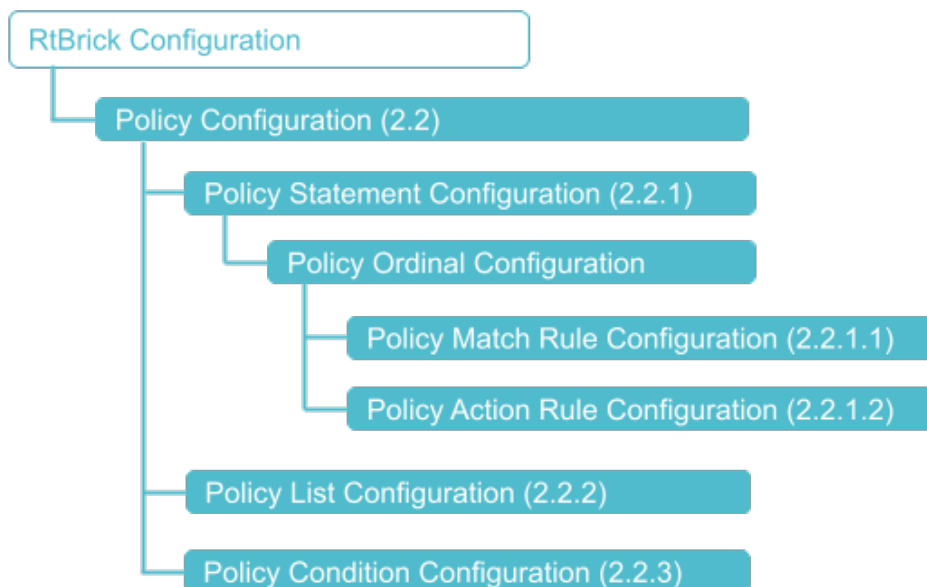 RtBrick Configuration
Policy Configuration (2.2)
Policy Statement Configuration (2.2.1)
Policy Ordinal Configuration
Policy Match Rule Configuration (2.2.1.1)
Policy Action Rule Configuration (2.2.1.2)
Policy List Configuration (2.2.2)
Policy Condition Configuration (2.2.3)